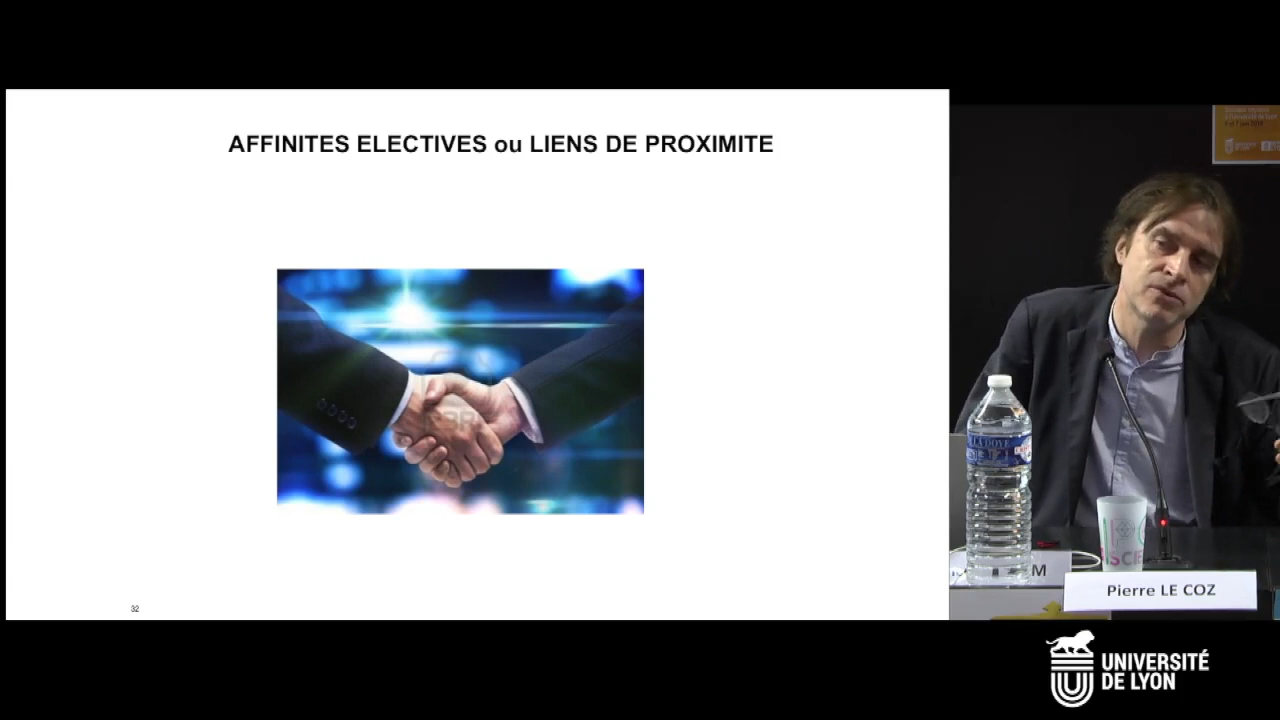 AFFINITES ELECTIVES ou LIENS DE PROXIMITE
32
Pierre LE COZ
UNIVERSITÉ
DE LYON